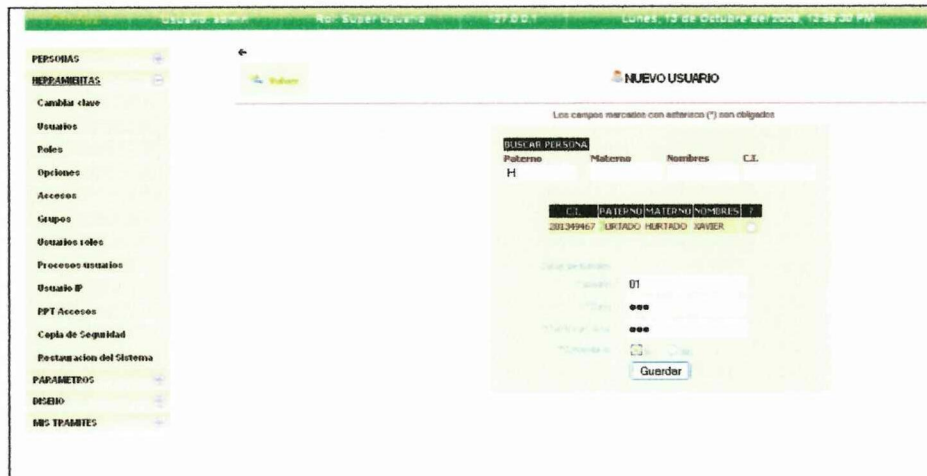 Usuario: admin Rol: Super Usuario 127.0.0.1 Lunes, 13 de Octubre del 2008, 12:56:30 PM
PERSONAS
HERRAMIENTAS
Cambiar clave
Usuarios
Roles
Opciones
Accesos
Grupos
Usuarios roles
Procesos usuarios
Usuario IP
PPT Accesos
Copia de Seguridad
Restauracion del Sistema
PARAMETROS
DISEÑO
MIS TRAMITES
Volver
NUEVO USUARIO
Los campos marcados con asterisco (*) son obligados
BUSCAR PERSONA
Paterno Materno Nombres C.I.
H
C.I. PATERNO MATERNO NOMBRES ?
281349467 HURTADO HURTADO XAVIER
01
●●●
●●●
Guardar